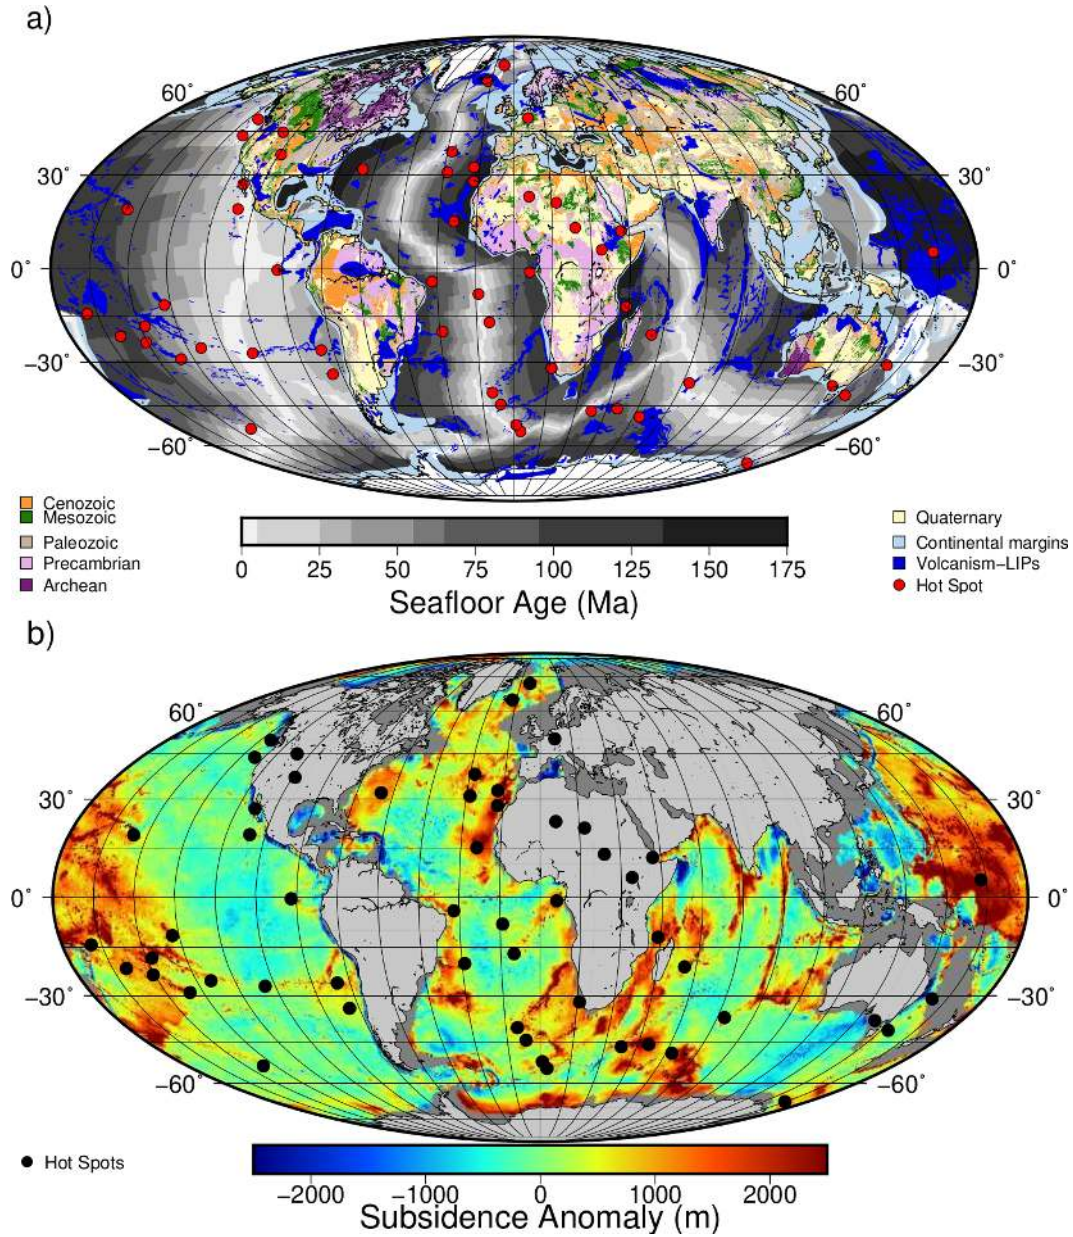 a)
60˚
60˚
30˚
30˚
0˚
0˚
−30˚
−30˚
−60˚
−60˚
Cenozoic
Mesozoic
Paleozoic
Precambrian
Archean
0 25 50 75 100 125 150 175
Seafloor Age (Ma)
Quaternary
Continental margins
Volcanism−LIPs
Hot Spot
b)
60˚
60˚
30˚
30˚
0˚
0˚
−30˚
−30˚
−60˚
−60˚
Hot Spots
−2000 −1000 0 1000 2000
Subsidence Anomaly (m)